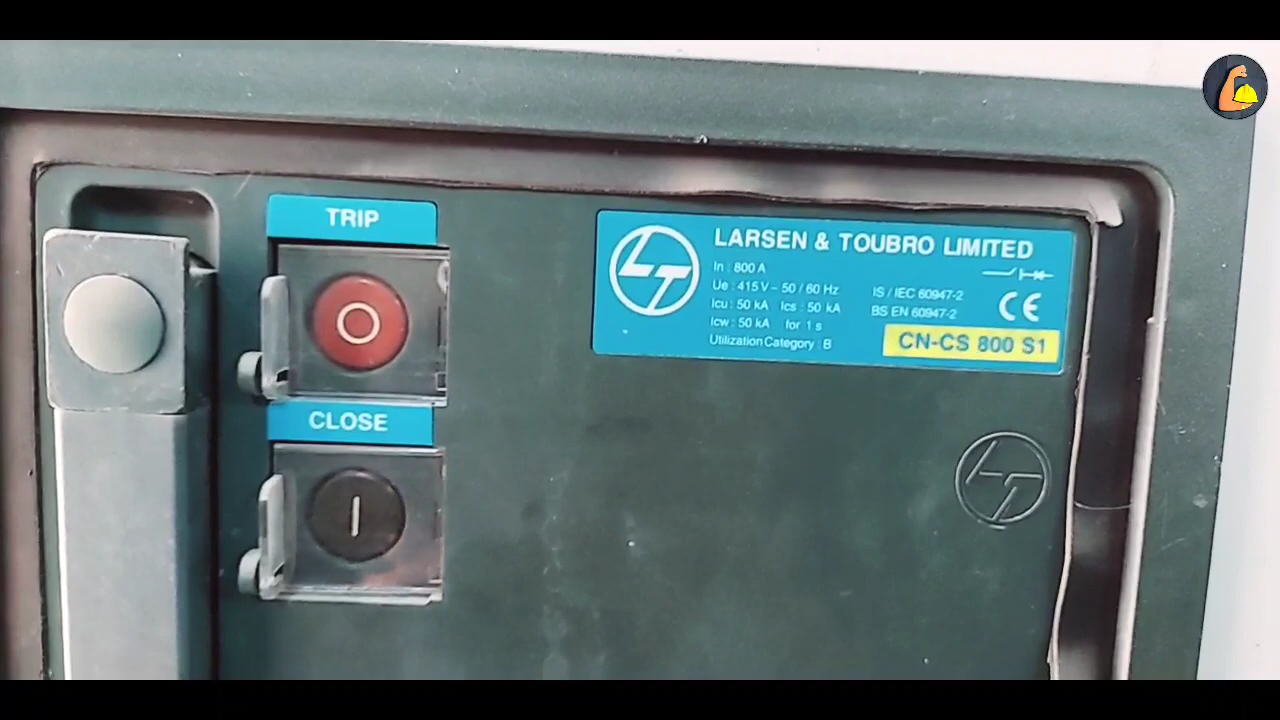 TRIP
CLOSE
LARSEN & TOUBRO LIMITED
In : 800 A
Ue : 415 V ~ 50 / 60 Hz
Icu : 50 kA Ics : 50 kA
Icw : 50 kA for 1 s
Utilization Category : B
IS / IEC 60947-2
BS EN 60947-2
CE
CN-CS 800 S1
LT